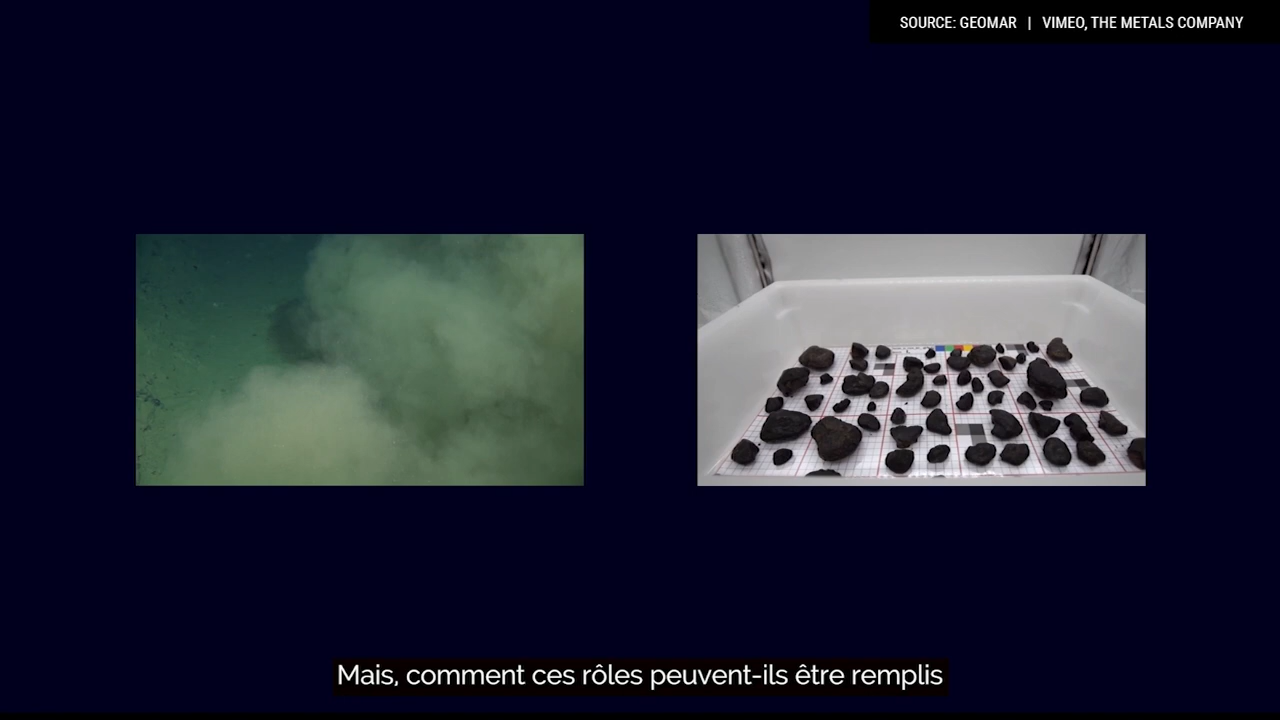 SOURCE: GEOMAR | VIMEO, THE METALS COMPANY
Mais, comment ces rôles peuvent-ils être remplis